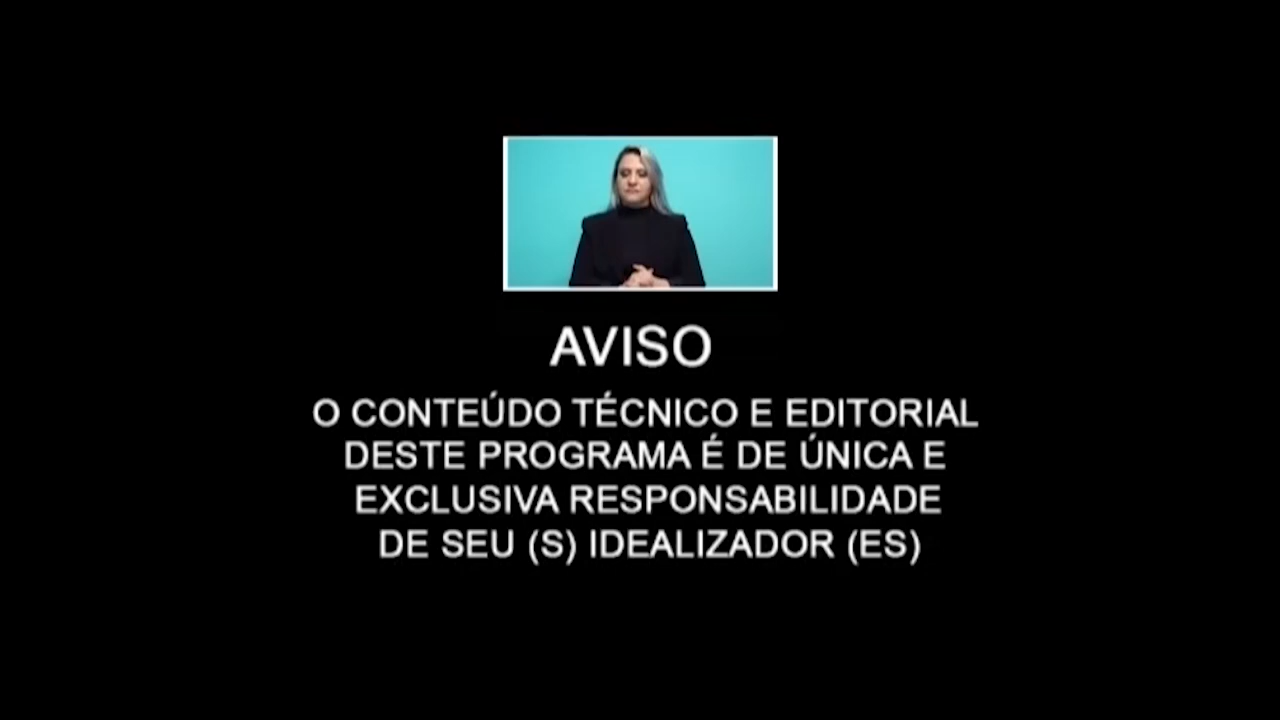 AVISO
O CONTEÚDO TÉCNICO E EDITORIAL
DESTE PROGRAMA É DE ÚNICA E
EXCLUSIVA RESPONSABILIDADE
DE SEU (S) IDEALIZADOR (ES)